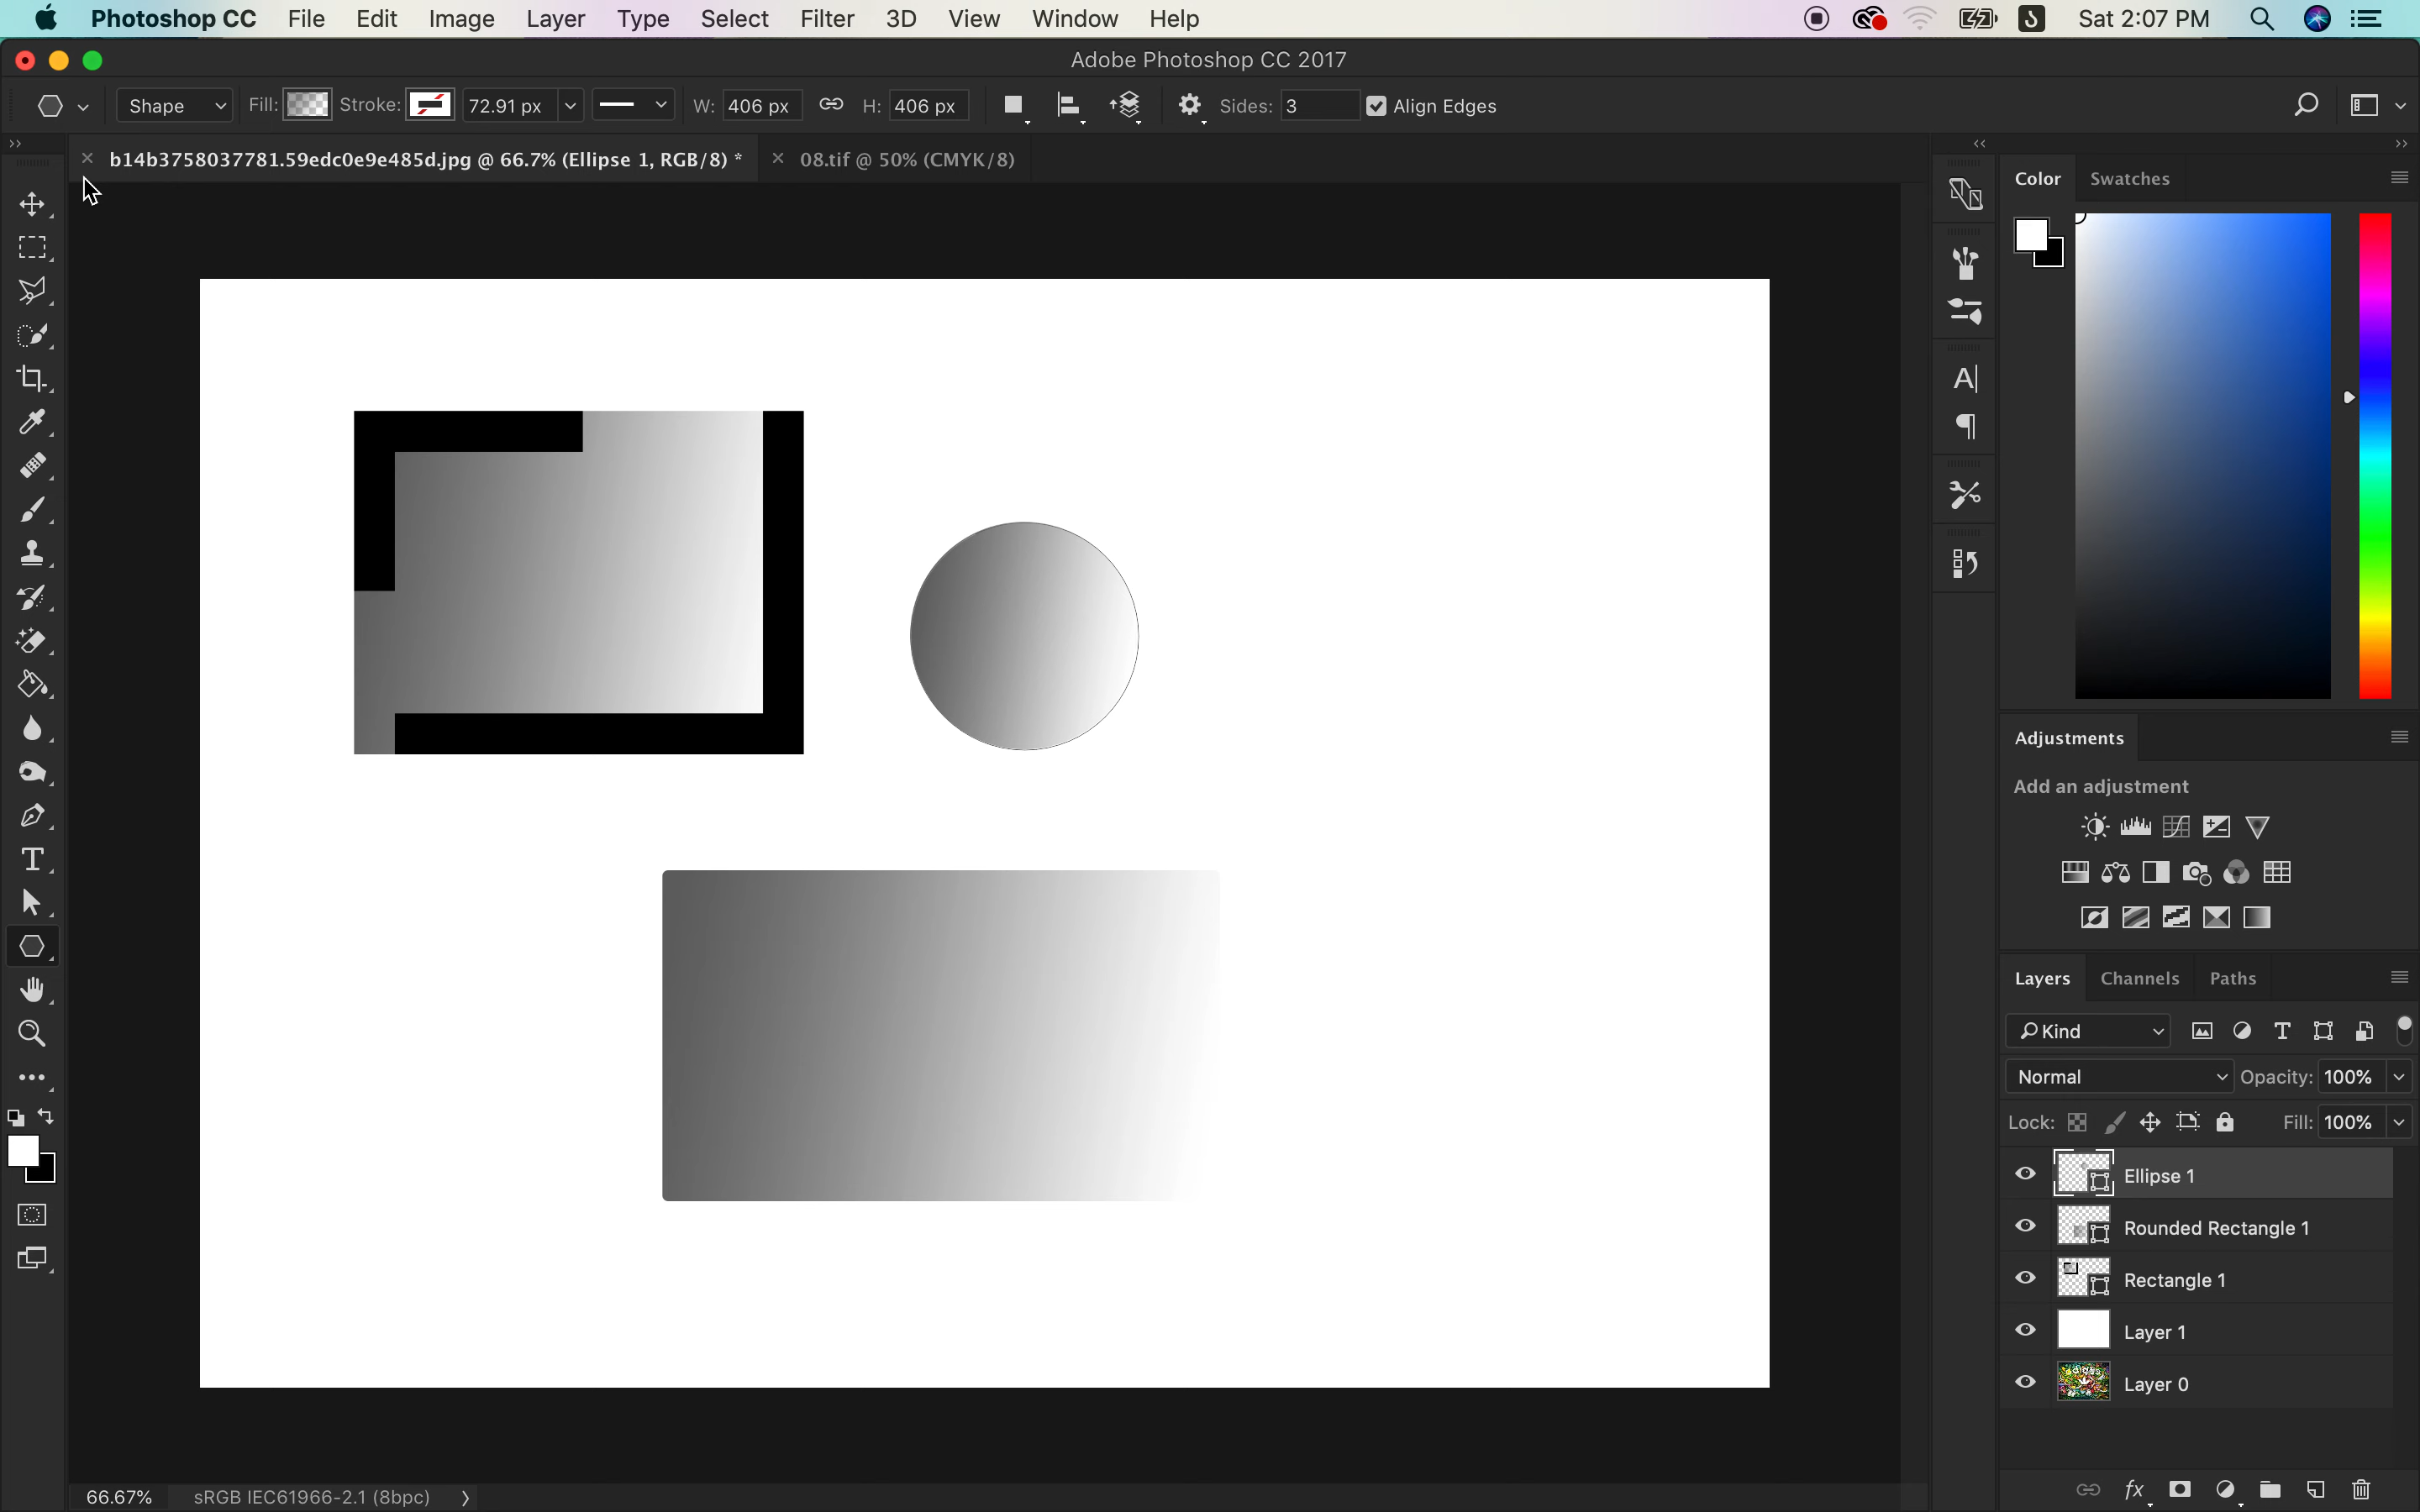 Photoshop CC File Edit Image Layer Type Select Filter 3D View Window Help Sat 2:07 PM
Adobe Photoshop CC 2017
Shape Fill: Stroke: 72.91 px W: 406 px H: 406 px Sides: 3 Align Edges
b14b3758037781.59edc0e9e485d.jpg @ 66.7% (Ellipse 1, RGB/8) * 08.tif @ 50% (CMYK/8)
Color Swatches
Adjustments
Add an adjustment
Layers Channels Paths
Kind
Normal Opacity: 100%
Lock: Fill: 100%
Ellipse 1
Rounded Rectangle 1
Rectangle 1
Layer 1
Layer 0
66.67% sRGB IEC61966-2.1 (8bpc)